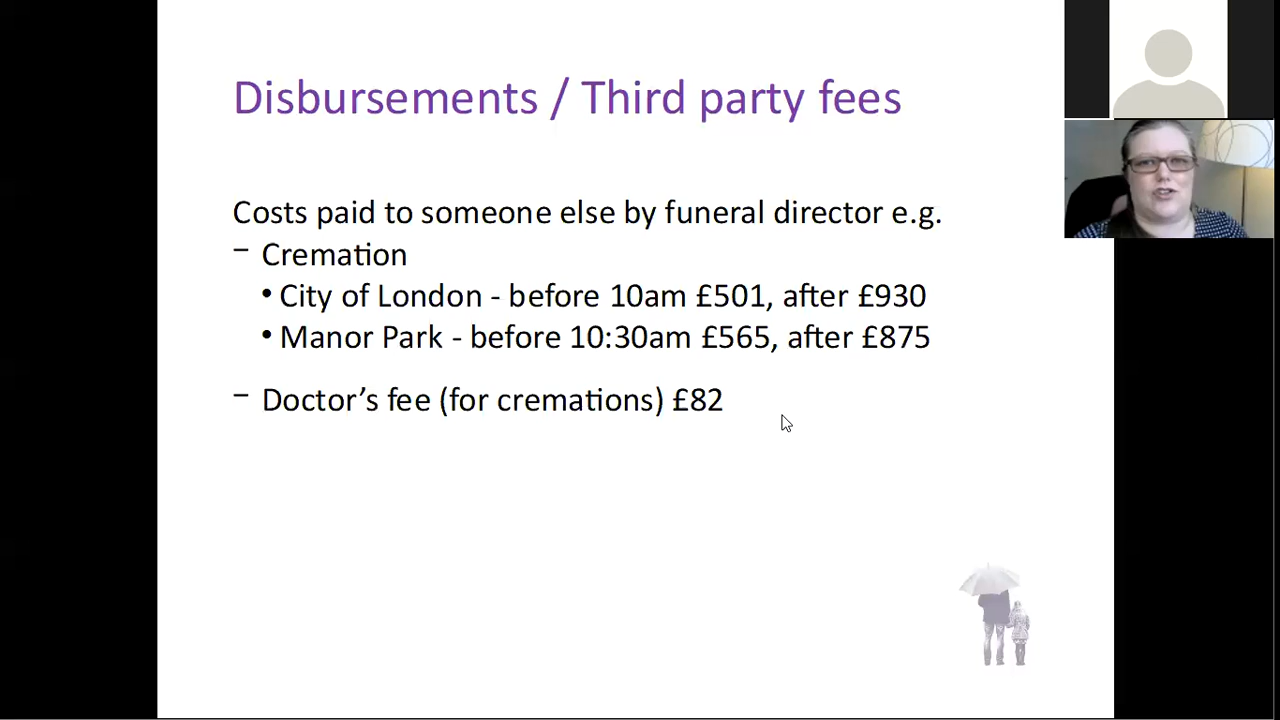 Disbursements / Third party fees
Costs paid to someone else by funeral director e.g.
– Cremation
• City of London - before 10am £501, after £930
• Manor Park - before 10:30am £565, after £875
– Doctor’s fee (for cremations) £82